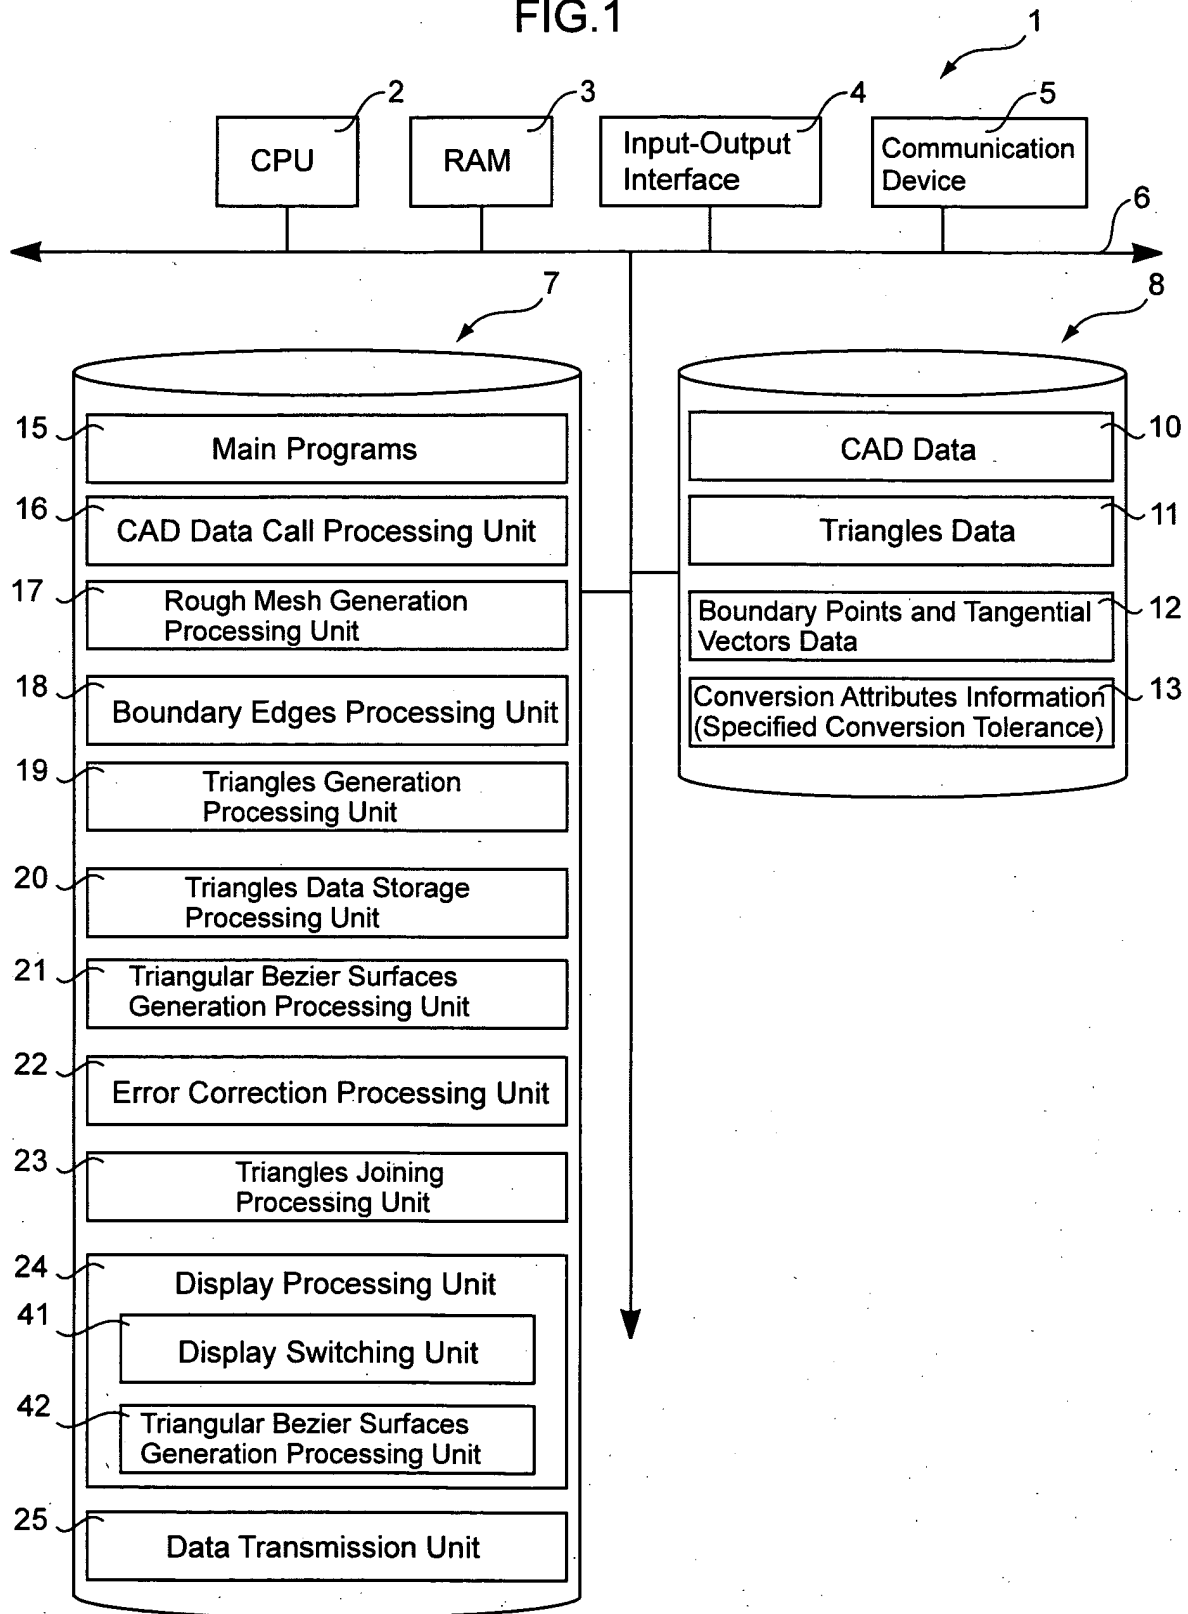 FIG.1
1
2
3
4
5
CPU
RAM
Input-Output
Interface
Communication
Device
6
7
8
15
Main Programs
16
CAD Data Call Processing Unit
17
Rough Mesh Generation
Processing Unit
18
Boundary Edges Processing Unit
19
Triangles Generation
Processing Unit
20
Triangles Data Storage
Processing Unit
21
Triangular Bezier Surfaces
Generation Processing Unit
22
Error Correction Processing Unit
23
Triangles Joining
Processing Unit
24
Display Processing Unit
41
Display Switching Unit
42
Triangular Bezier Surfaces
Generation Processing Unit
25
Data Transmission Unit
CAD Data
10
Triangles Data
11
Boundary Points and Tangential
Vectors Data
12
Conversion Attributes Information
(Specified Conversion Tolerance)
13